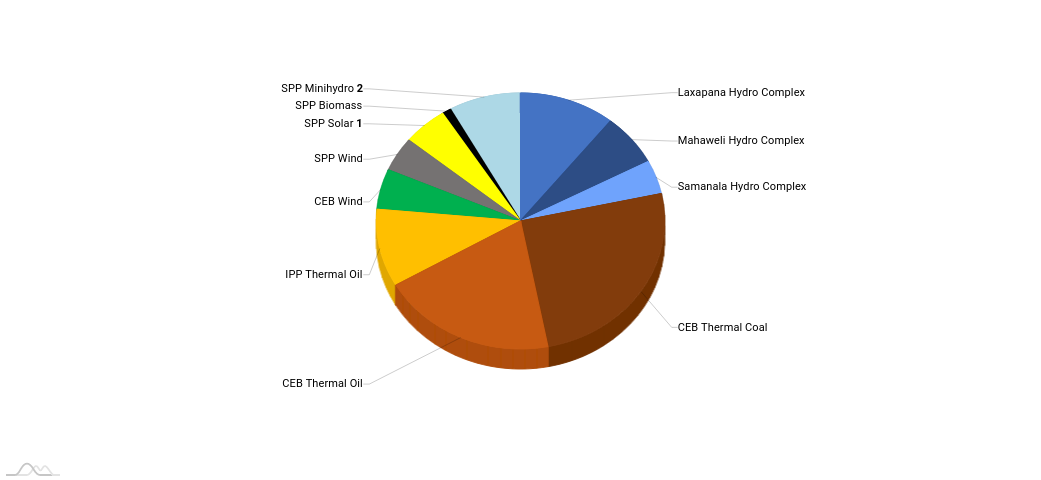 SPP Minihydro 2
SPP Biomass
SPP Solar 1
SPP Wind
CEB Wind
IPP Thermal Oil
CEB Thermal Oil
Laxapana Hydro Complex
Mahaweli Hydro Complex
Samanala Hydro Complex
CEB Thermal Coal